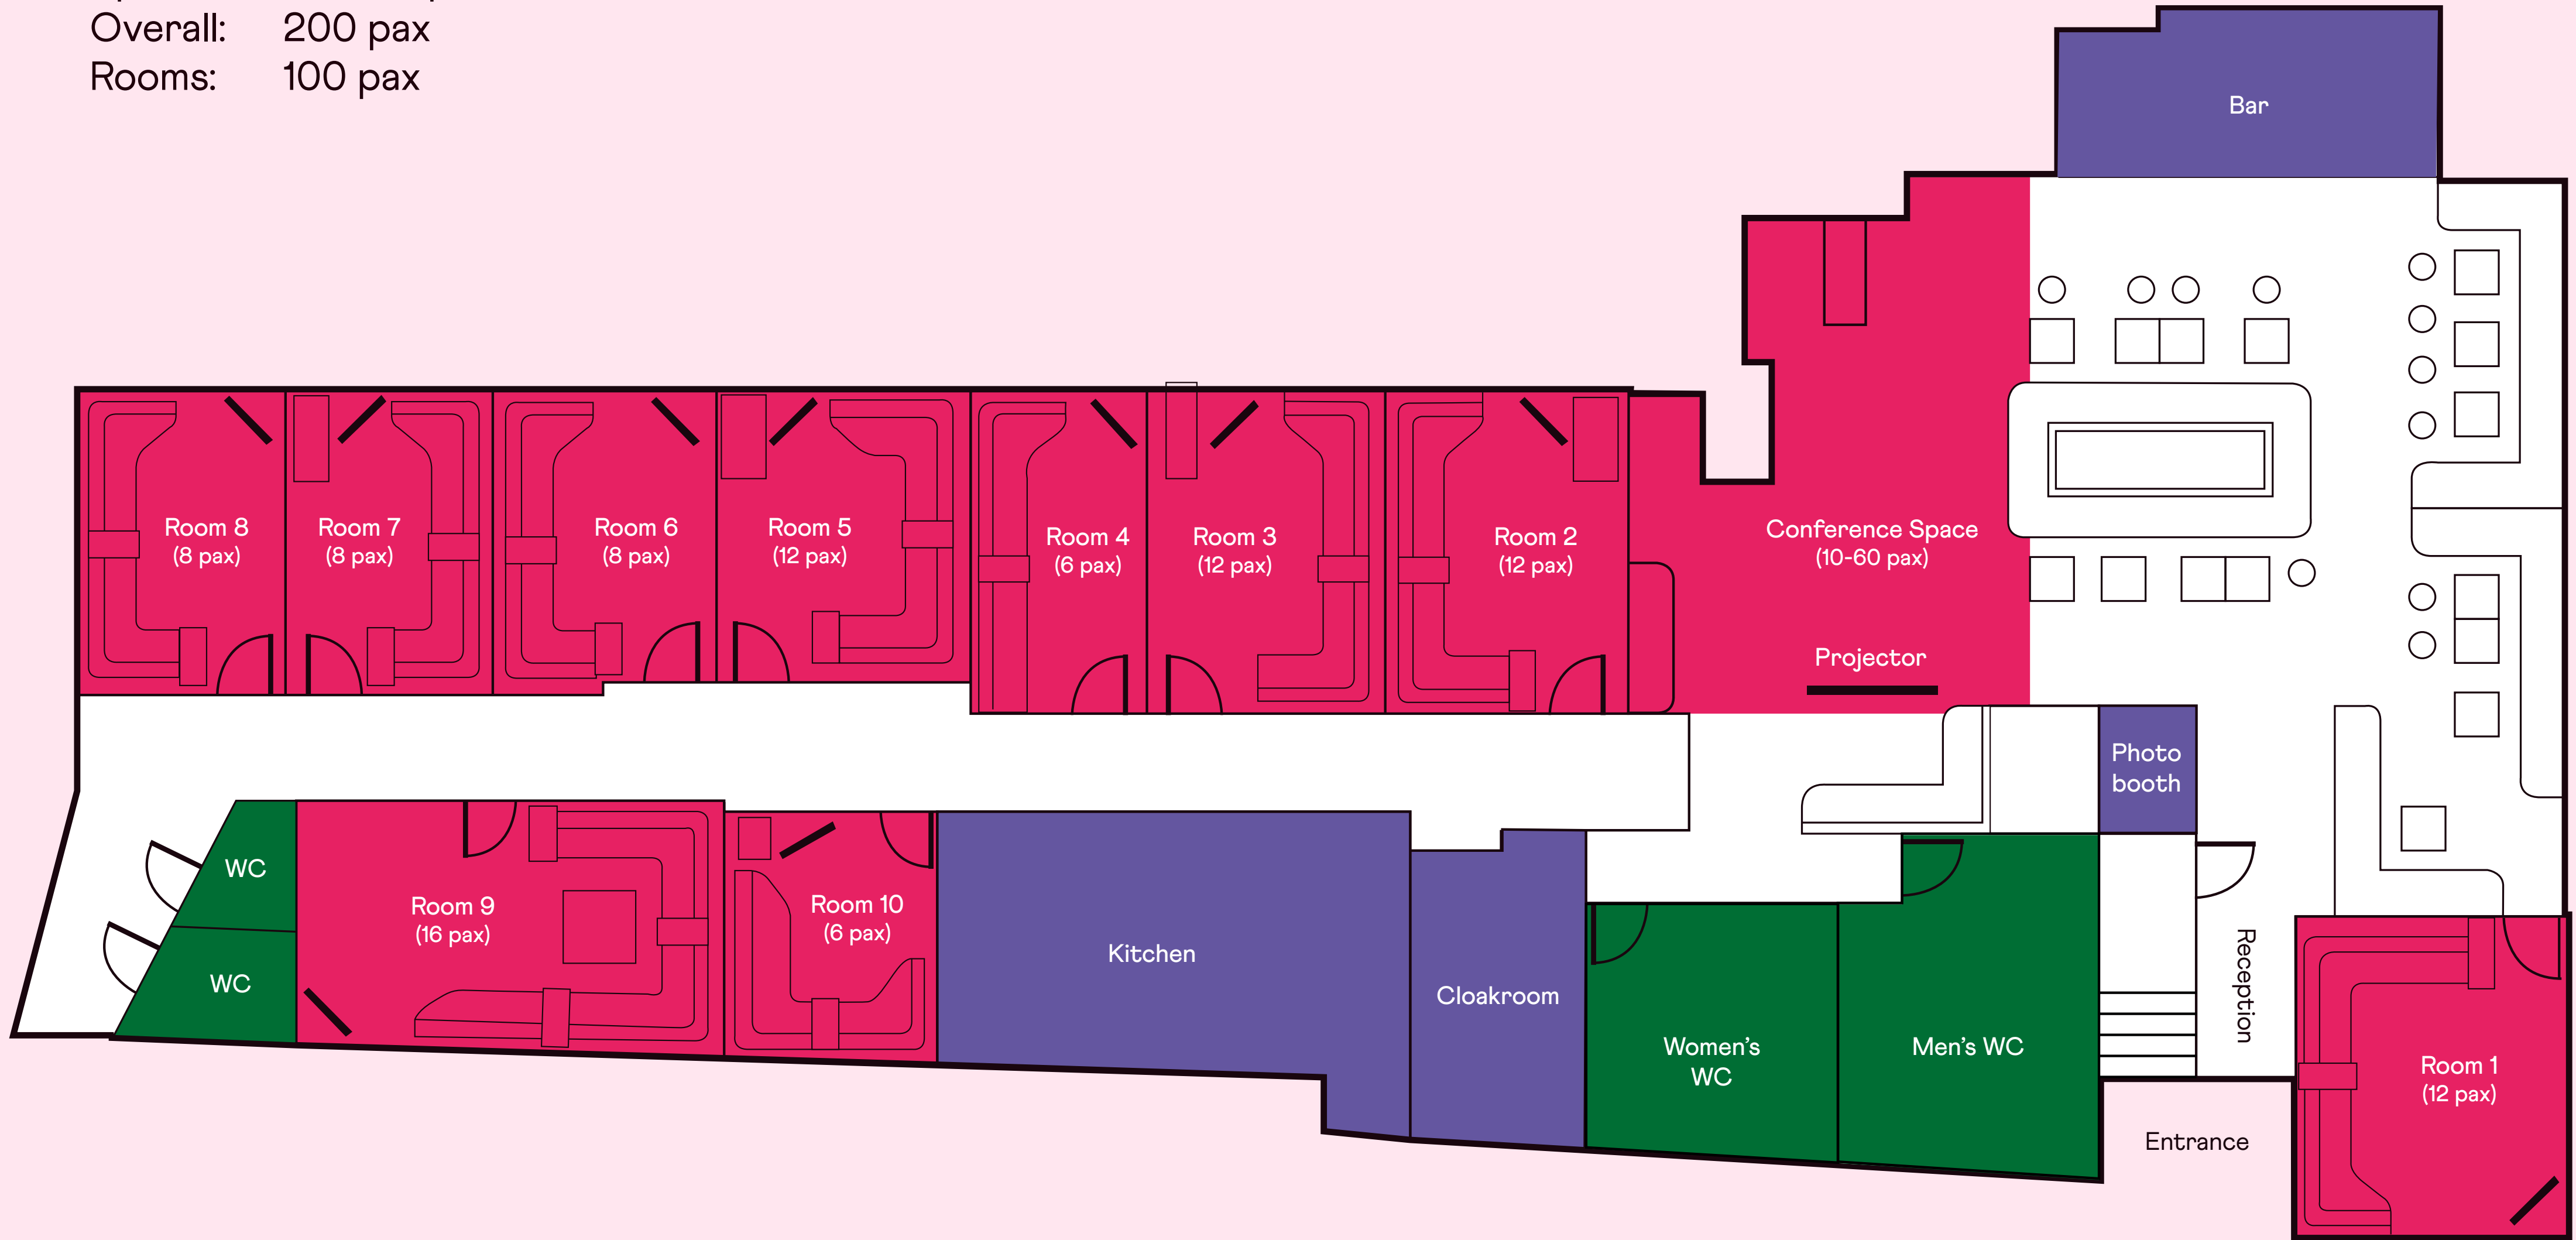 Overall: 200 pax
Rooms: 100 pax
Bar
Room 8
(8 pax)
Room 7
(8 pax)
Room 6
(8 pax)
Room 5
(12 pax)
Room 4
(6 pax)
Room 3
(12 pax)
Room 2
(12 pax)
Conference Space
(10-60 pax)
Projector
Photo
booth
WC
WC
Room 9
(16 pax)
Room 10
(6 pax)
Kitchen
Cloakroom
Women's
WC
Men's WC
Reception
Entrance
Room 1
(12 pax)